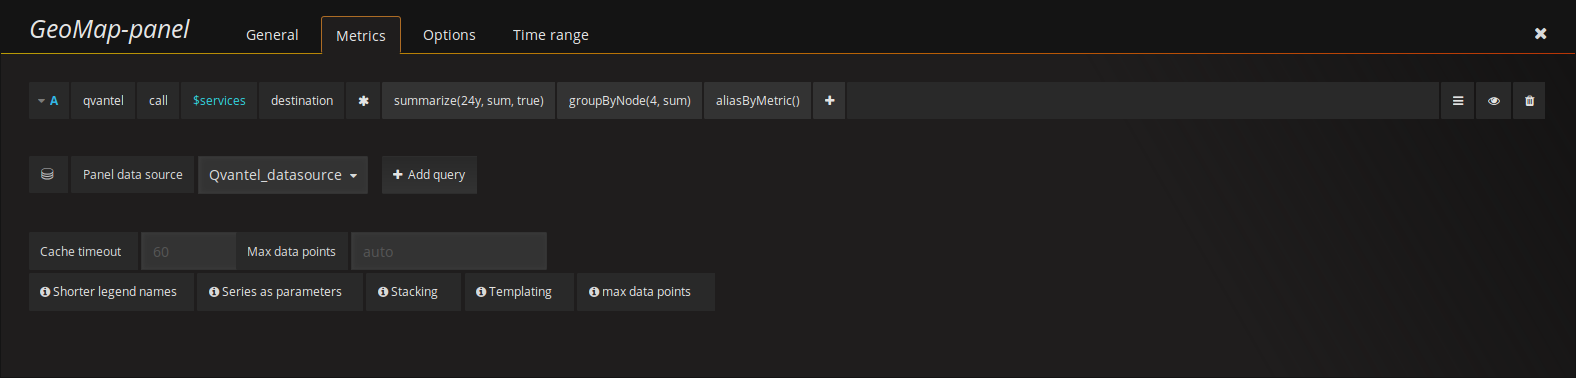 GeoMap-panel General Metrics Options Time range
A qvantel call $services destination * summarize(24y, sum, true) groupByNode(4, sum) aliasByMetric() +
Panel data source Qvantel_datasource + Add query
Cache timeout 60 Max data points auto
Shorter legend names Series as parameters Stacking Templating max data points